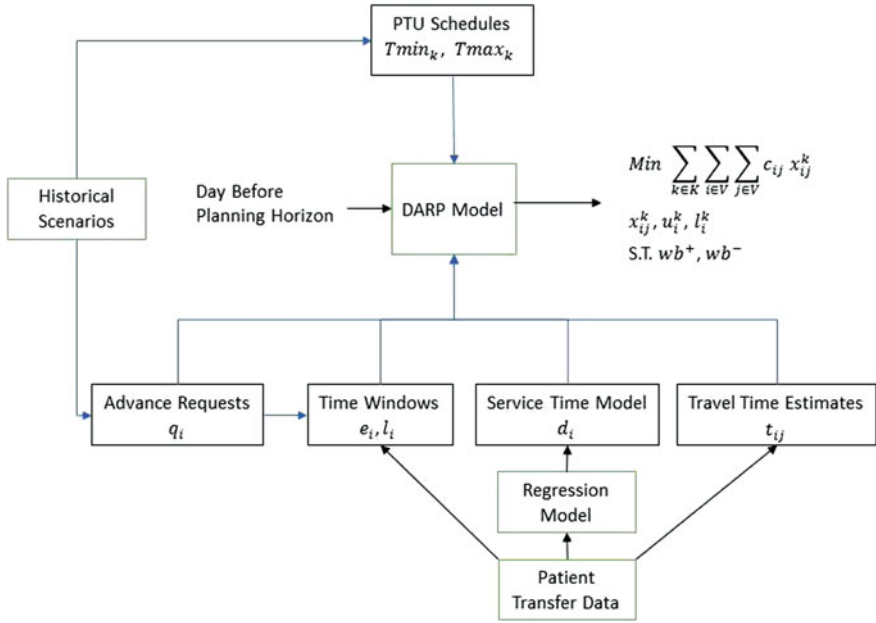 PTU Schedules
Tmin_k, Tmax_k
Historical
Scenarios
Day Before
Planning Horizon
DARP Model
Min ∑_{k∈K} ∑_{i∈V} ∑_{j∈V} c_{ij} x_{ij}^k
x_{ij}^k, u_i^k, l_i^k
S.T. wb^+, wb^-
Advance Requests
q_i
Time Windows
e_i, l_i
Service Time Model
d_i
Travel Time Estimates
t_{ij}
Regression
Model
Patient
Transfer Data